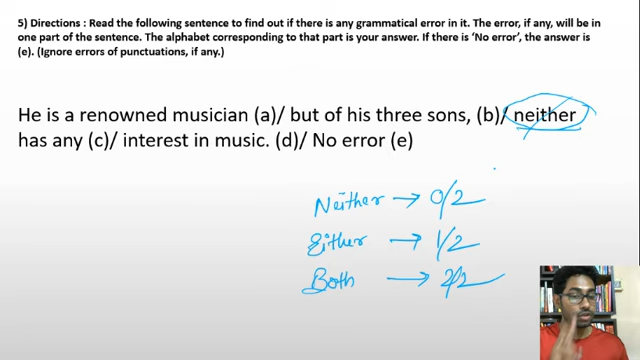 5) Directions : Read the following sentence to find out if there is any grammatical error in it. The error, if any, will be in
one part of the sentence. The alphabet corresponding to that part is your answer. If there is ‘No error’, the answer is
(e). (Ignore errors of punctuations, if any.)
He is a renowned musician (a)/ but of his three sons, (b)/ neither
has any (c)/ interest in music. (d)/ No error (e)
Neither → 0/2
Either → 1/2
Both → 2/2